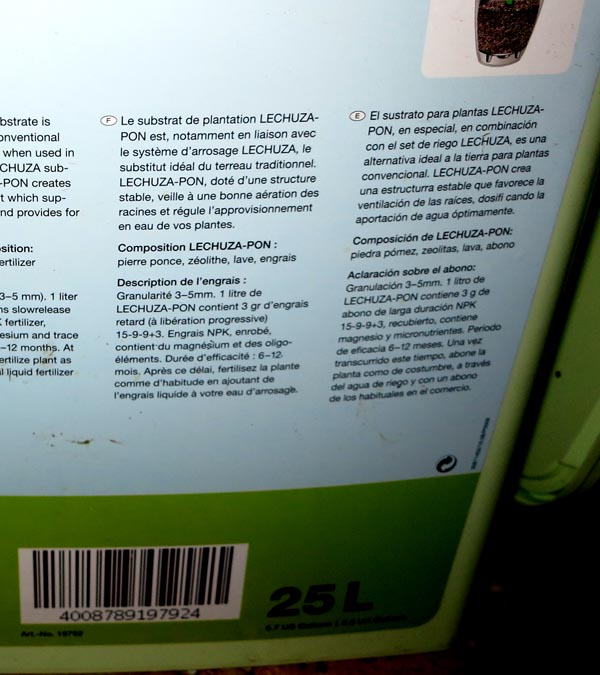 bstrate is
onventional
when used in
CHUZA sub-
-PON creates
t which sup-
nd provides for
sition:
ertilizer
3–5 mm). 1 liter
ns slowrelease
fertilizer,
esium and trace
–12 months. At
ertilize plant as
l liquid fertilizer
F Le substrat de plantation LECHUZA-
PON est, notamment en liaison avec
le système d'arrosage LECHUZA, le
substitut idéal du terreau traditionnel.
LECHUZA-PON, doté d'une structure
stable, veille à une bonne aération des
racines et régule l'approvisionnement
en eau de vos plantes.
Composition LECHUZA-PON :
pierre ponce, zéolithe, lave, engrais
Description de l'engrais :
Granularité 3–5mm. 1 litre de
LECHUZA-PON contient 3 gr d'engrais
retard (à libération progressive)
15-9-9+3. Engrais NPK, enrobé,
contient du magnésium et des oligo-
éléments. Durée d'efficacité : 6–12
mois. Après ce délai, fertilisez la plante
comme d'habitude en ajoutant de
l'engrais liquide à votre eau d'arrosage.
E El sustrato para plantas LECHUZA-
PON, en especial, en combinación
con el set de riego LECHUZA, es una
alternativa ideal a la tierra para plantas
convencional. LECHUZA-PON crea
una estructurra estable que favorece la
ventilación de las raíces, dosifi cando la
aportación de agua óptimamente.
Composición de LECHUZA-PON:
piedra pómez, zeolitas, lava, abono
Aclaración sobre el abono:
Granulación 3–5mm. 1 litro de
LECHUZA-PON contiene 3 g de
abono de larga duración NPK
15-9-9+3, recubierto, contiene
magnesio y micronutrientes. Periodo
de eficacia 6–12 meses. Una vez
transcurrido este tiempo, abone la
planta como de costumbre, a través
del agua de riego y con un abono
de los habituales en el comercio.
4008789197924
Art.-No. 19792
25 L
5.7 US Gallons